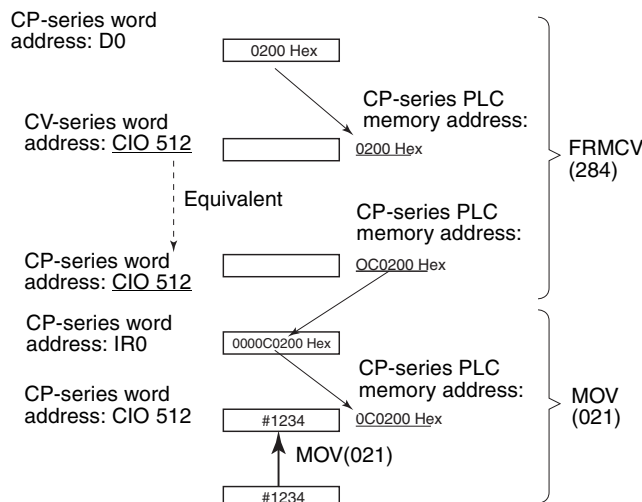 CP-series word
address: D0
0200 Hex
CP-series PLC
memory address:
CV-series word
address: CIO 512
0200 Hex
FRMCV
(284)
Equivalent
CP-series PLC
memory address:
CP-series word
address: CIO 512
OC0200 Hex
CP-series word
address: IR0
0000C0200 Hex
CP-series PLC
memory address:
CP-series word
address: CIO 512
#1234
0C0200 Hex
MOV
(021)
MOV(021)
#1234